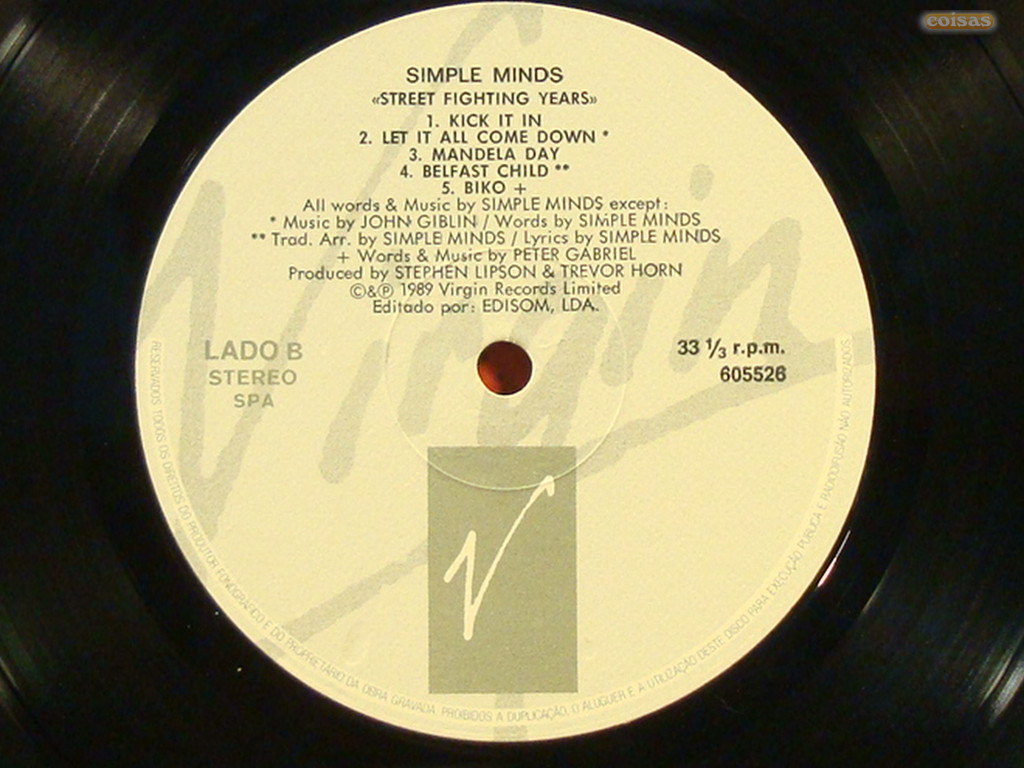 coisas
SIMPLE MINDS
«STREET FIGHTING YEARS»
1. KICK IT IN
2. LET IT ALL COME DOWN *
3. MANDELA DAY
4. BELFAST CHILD **
5. BIKO +
All words & Music by SIMPLE MINDS except:
* Music by JOHN GIBLIN / Words by SIMPLE MINDS
** Trad. Arr. by SIMPLE MINDS / Lyrics by SIMPLE MINDS
+ Words & Music by PETER GABRIEL
Produced by STEPHEN LIPSON & TREVOR HORN
©&℗ 1989 Virgin Records Limited
Editado por: EDISOM, LDA.
LADO B
STEREO
SPA
33 ⅓ r.p.m.
605526
Virgin
V
RESERVADOS TODOS OS DIREITOS DO PRODUTOR FONOGRÁFICO E DO PROPRIETÁRIO DA OBRA GRAVADA. PROIBIDOS A DUPLICAÇÃO, O ALUGUER E A UTILIZAÇÃO DESTE DISCO PARA EXECUÇÃO PÚBLICA E RADIODIFUSÃO NÃO AUTORIZADOS